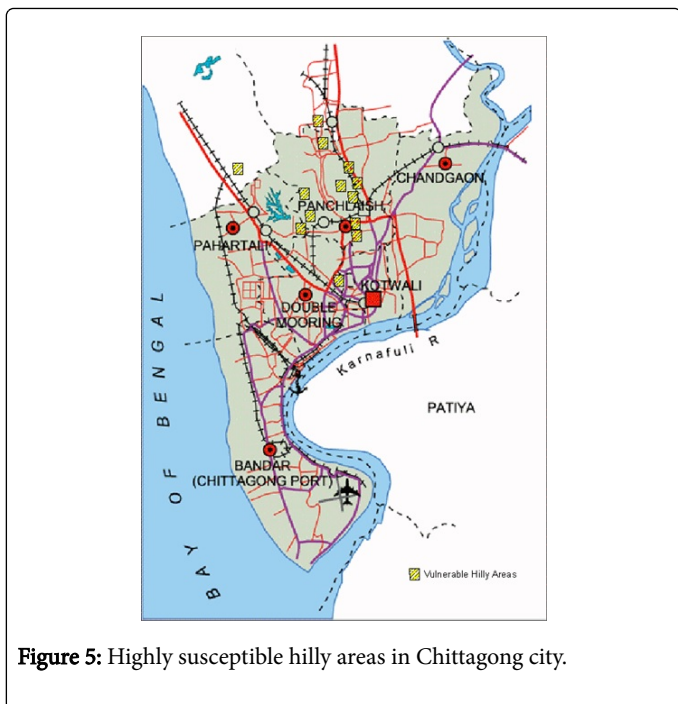 CHANDGAON
PANCHLAISH
PAHARTALI
KOTWALI
DOUBLE
MOORING
Karnafuli R
BAY OF BENGAL
PATIYA
BANDAR
(CHITTAGONG PORT)
Vulnerable Hilly Areas
Figure 5: Highly susceptible hilly areas in Chittagong city.